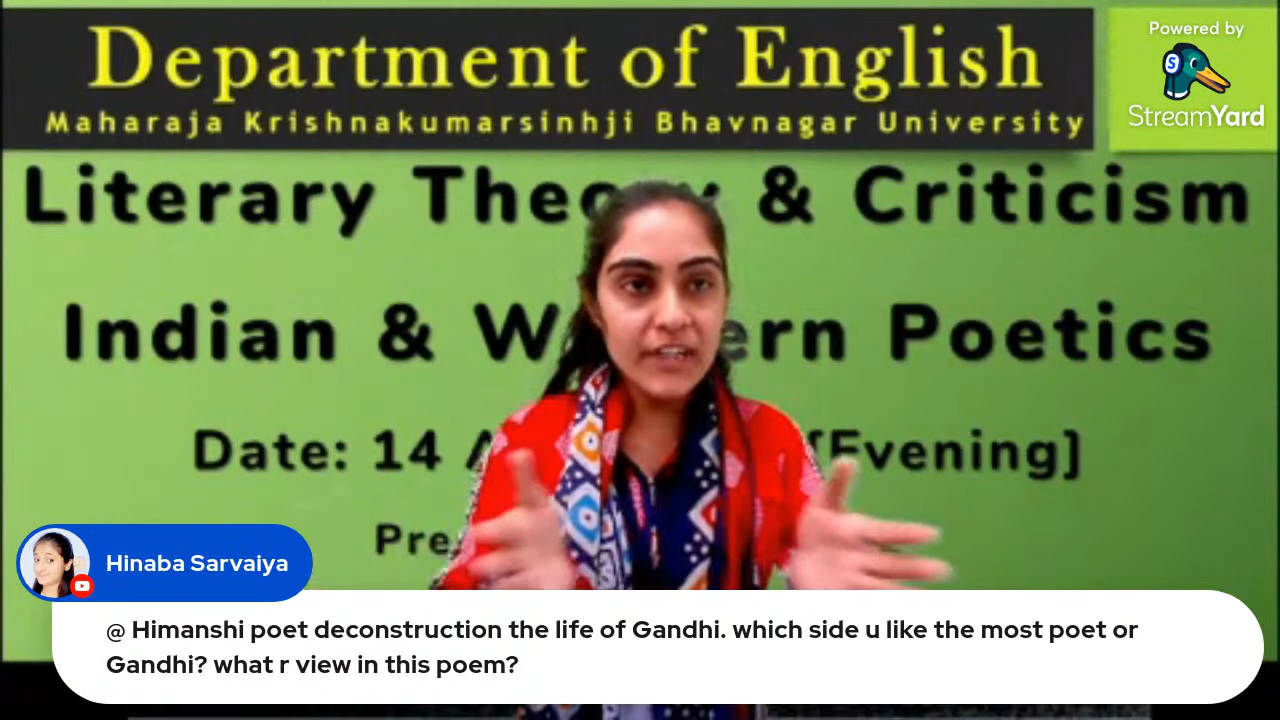 Department of English
Powered by
Maharaja Krishnakumarsinhji Bhavnagar University
S
StreamYard
Literary & Criticism
Indian & Poetics
Date: 14 [Evening]
Hinaba Sarvaiya
@ Himanshi poet deconstruction the life of Gandhi. which side u like the most poet or
Gandhi? what r view in this poem?